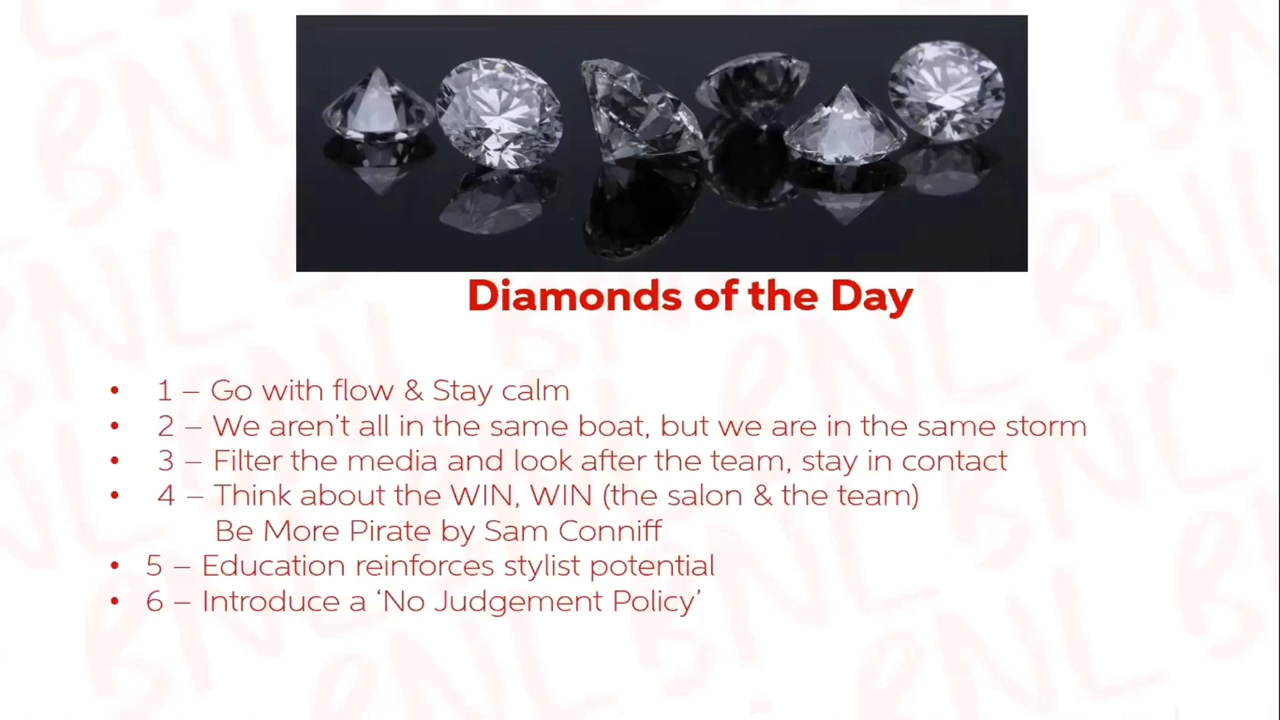 Diamonds of the Day
• 1 – Go with flow & Stay calm
• 2 – We aren't all in the same boat, but we are in the same storm
• 3 – Filter the media and look after the team, stay in contact
• 4 – Think about the WIN, WIN (the salon & the team)
Be More Pirate by Sam Conniff
• 5 – Education reinforces stylist potential
• 6 – Introduce a 'No Judgement Policy'